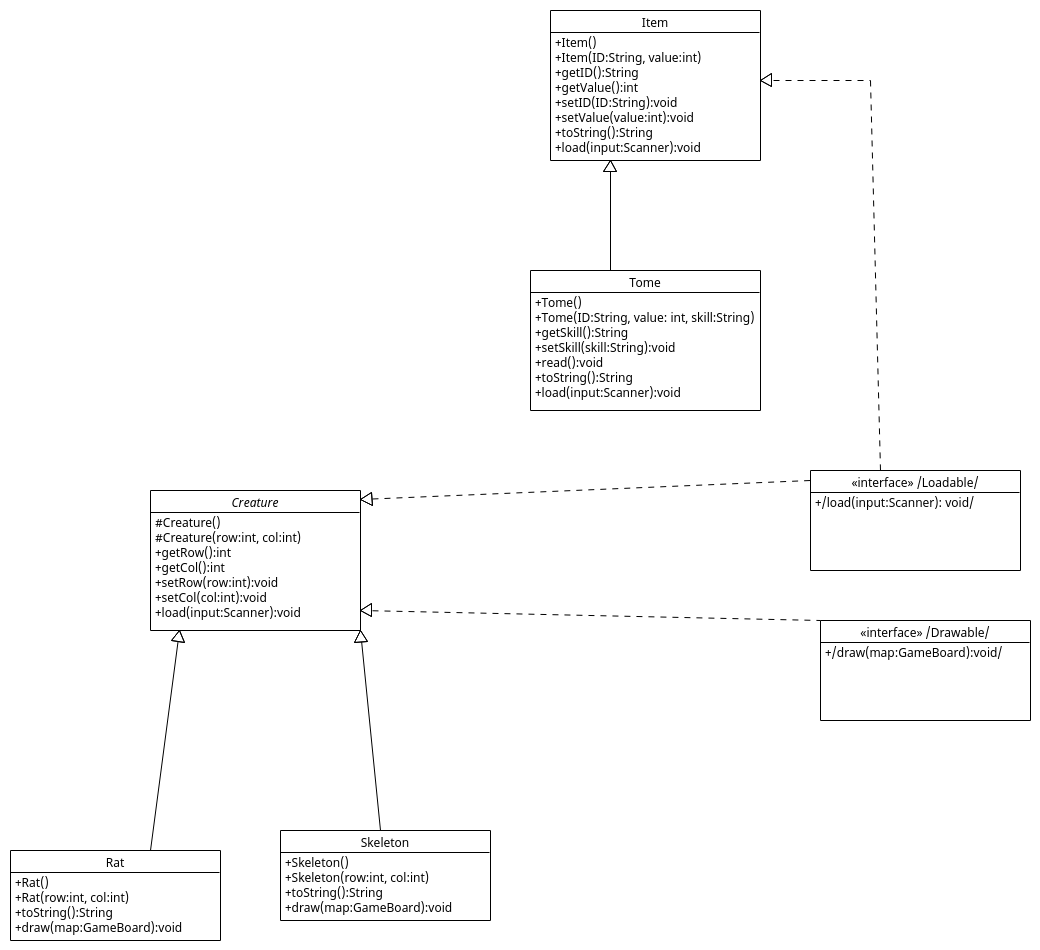 Item
+Item()
+Item(ID:String, value:int)
+getID():String
+getValue():int
+setID(ID:String):void
+setValue(value:int):void
+toString():String
+load(input:Scanner):void
Tome
+Tome()
+Tome(ID:String, value: int, skill:String)
+getSkill():String
+setSkill(skill:String):void
+read():void
+toString():String
+load(input:Scanner):void
«interface» /Loadable/
+/load(input:Scanner): void/
Creature
#Creature()
#Creature(row:int, col:int)
+getRow():int
+getCol():int
+setRow(row:int):void
+setCol(col:int):void
+load(input:Scanner):void
«interface» /Drawable/
+/draw(map:GameBoard):void/
Rat
+Rat()
+Rat(row:int, col:int)
+toString():String
+draw(map:GameBoard):void
Skeleton
+Skeleton()
+Skeleton(row:int, col:int)
+toString():String
+draw(map:GameBoard):void